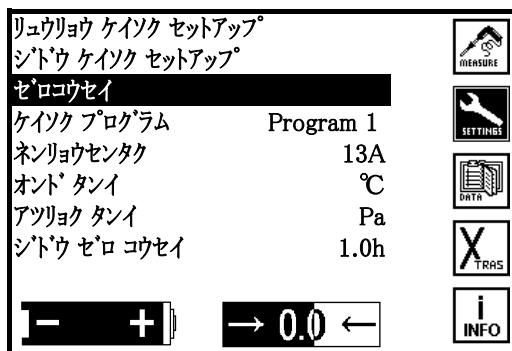 リュウリョウ ケイソク セットアップ
ジドウ ケイソク セットアップ
ゼロコウセイ
ケイソク プログラム Program 1
ネンリョウセンタク 13A
オンド タンイ ℃
アツリョク タンイ Pa
ジドウ ゼロ コウセイ 1.0h
- +
→ 0.0 ←
MEASURE
SETTINGS
DATA
XTRAS
i
INFO